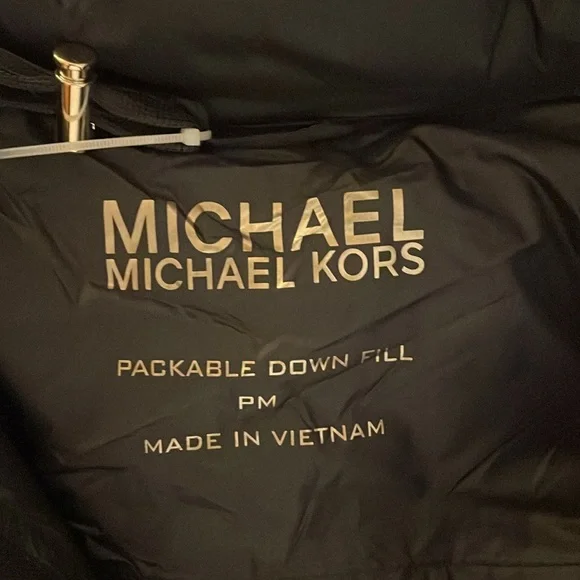 MICHAEL
MICHAEL KORS
PACKABLE DOWN FILL
PM
MADE IN VIETNAM